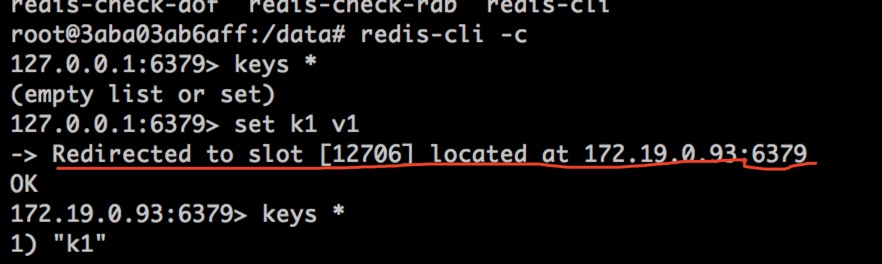 redis-check-aof redis-check-rdb redis-cli
root@3aba03ab6aff:/data# redis-cli -c
127.0.0.1:6379> keys *
(empty list or set)
127.0.0.1:6379> set k1 v1
-> Redirected to slot [12706] located at 172.19.0.93:6379
OK
172.19.0.93:6379> keys *
1) "k1"